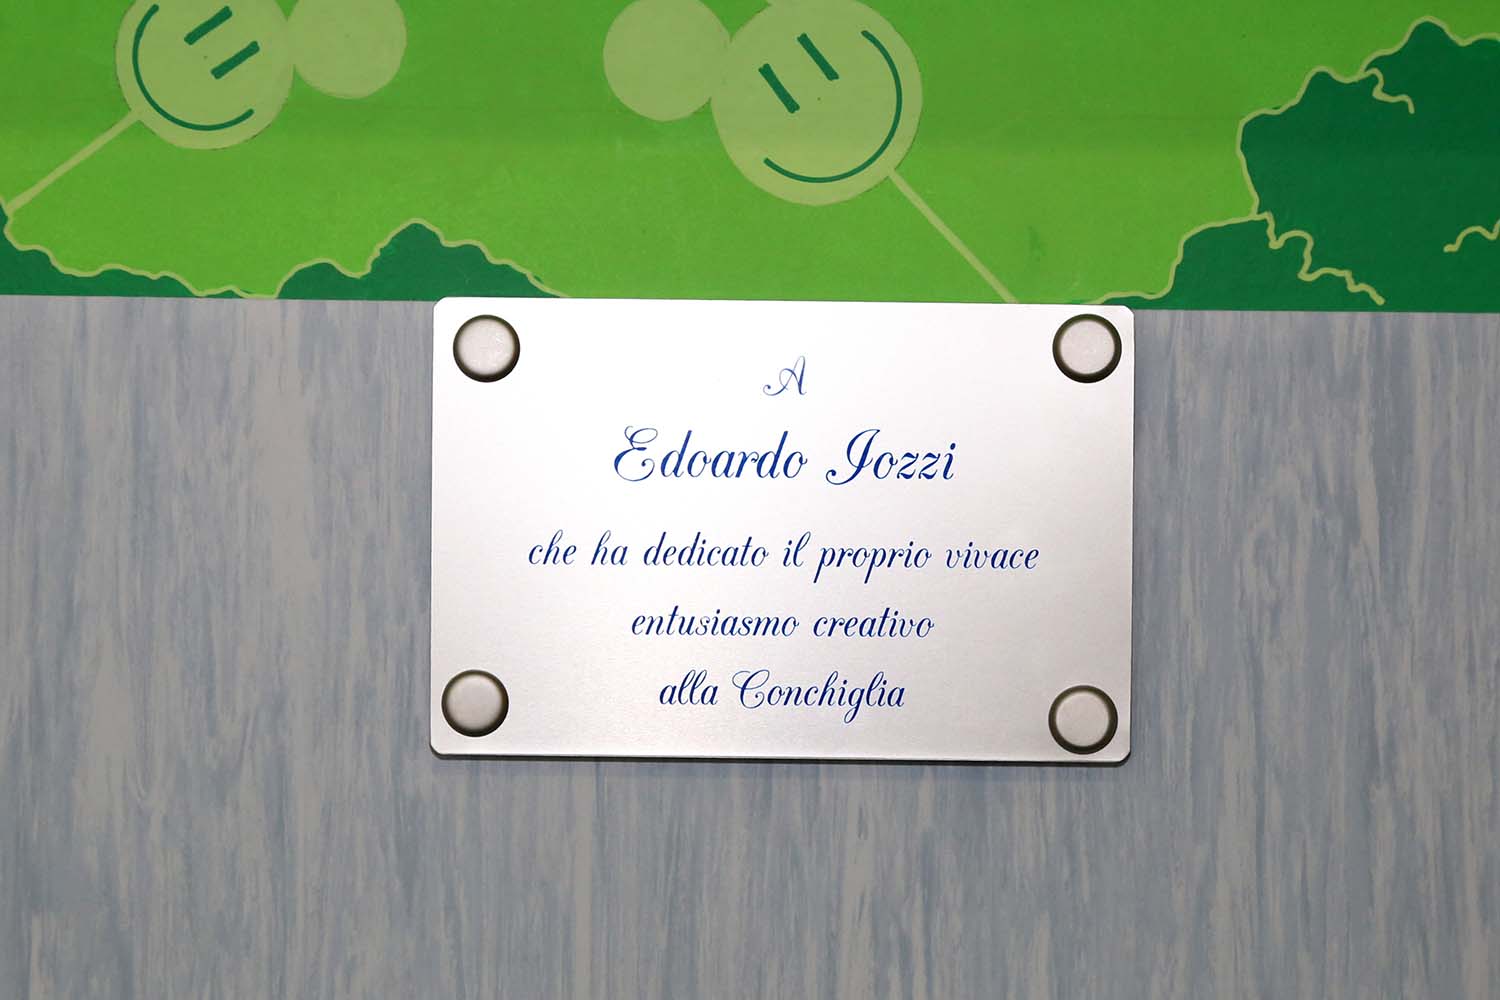 A
Edoardo Iozzi
che ha dedicato il proprio vivace
entusiasmo creativo
alla Conchiglia